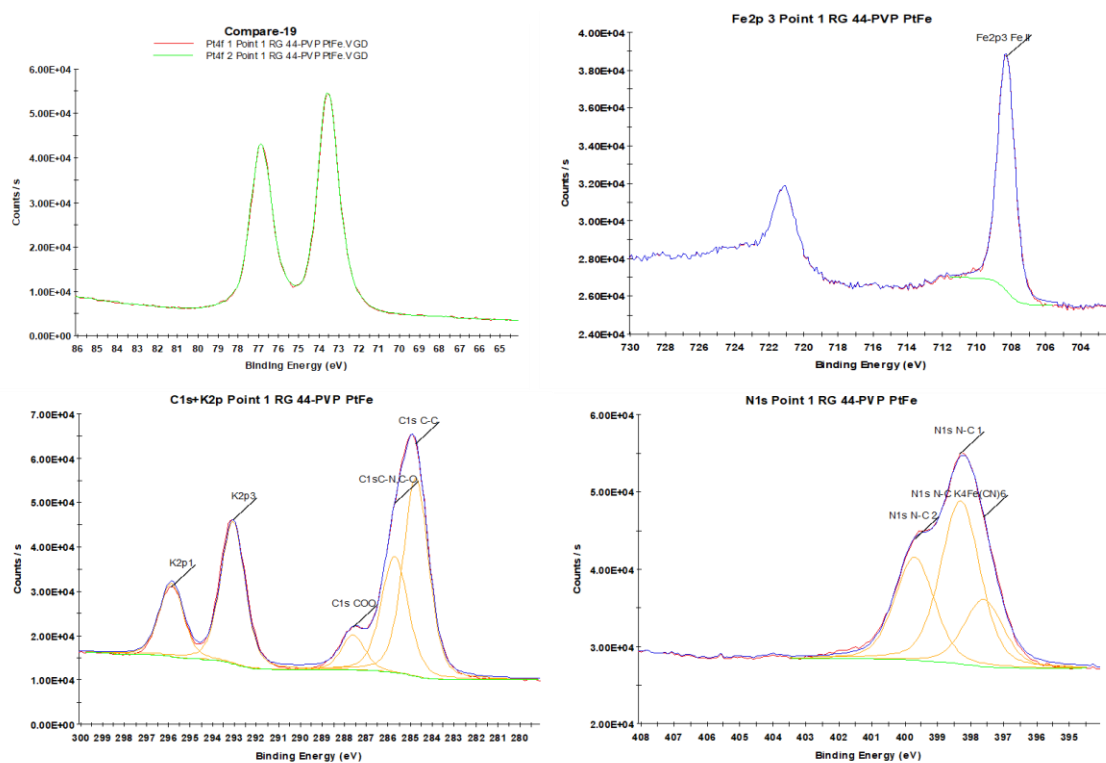 Compare-19
Pt4f 1 Point 1 RG 44-PVP PtFe.VGD
Pt4f 2 Point 1 RG 44-PVP PtFe.VGD
6.00E+04
5.00E+04
4.00E+04
3.00E+04
2.00E+04
1.00E+04
0.00E+00
Counts / s
86 85 84 83 82 81 80 79 78 77 76 75 74 73 72 71 70 69 68 67 66 65
Binding Energy (eV)
Fe2p 3 Point 1 RG 44-PVP PtFe
Fe2p3 Fe II
4.00E+04
3.80E+04
3.60E+04
3.40E+04
3.20E+04
3.00E+04
2.80E+04
2.60E+04
2.40E+04
Counts / s
730 728 726 724 722 720 718 716 714 712 710 708 706 704
Binding Energy (eV)
C1s+K2p Point 1 RG 44-PVP PtFe
7.00E+04
6.00E+04
5.00E+04
4.00E+04
3.00E+04
2.00E+04
1.00E+04
0.00E+00
Counts / s
C1s C-C
C1sC-N,C-O
K2p3
K2p1
C1s COO
300 299 298 297 296 295 294 293 292 291 290 289 288 287 286 285 284 283 282 281 280
Binding Energy (eV)
N1s Point 1 RG 44-PVP PtFe
6.00E+04
5.00E+04
4.00E+04
3.00E+04
2.00E+04
Counts / s
N1s N-C 1
N1s N-C K4Fe(CN)6
N1s N-C 2
408 407 406 405 404 403 402 401 400 399 398 397 396 395
Binding Energy (eV)